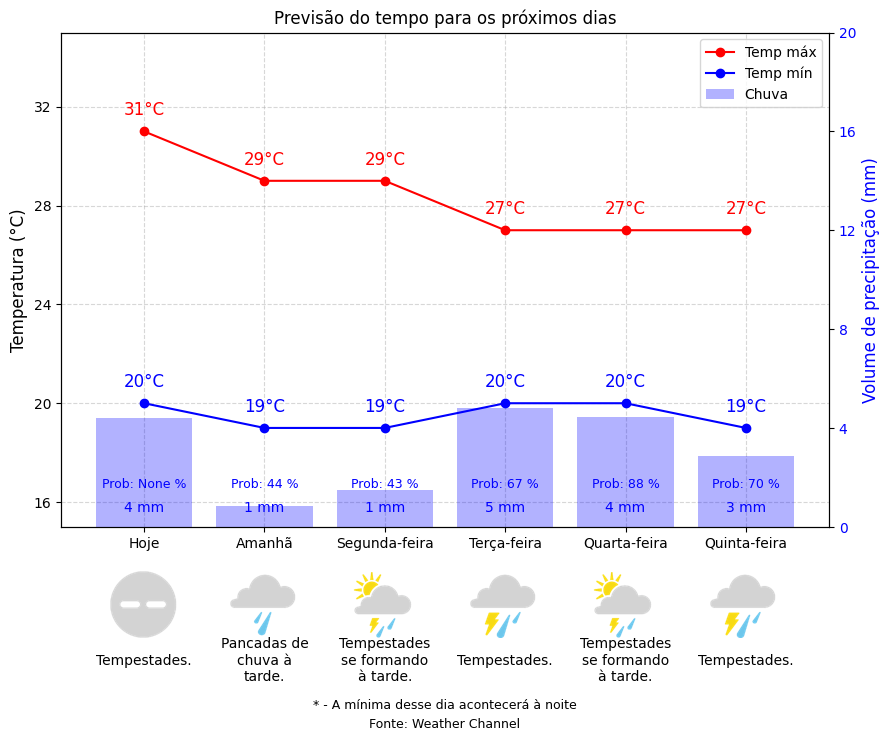 Previsão do tempo para os próximos dias
Temp máx
Temp mín
Chuva
Temperatura (°C)
32
28
24
20
16
Volume de precipitação (mm)
20
16
12
8
4
0
31°C
29°C
29°C
27°C
27°C
27°C
20°C
19°C
19°C
20°C
20°C
19°C
Prob: None %
Prob: 44 %
Prob: 43 %
Prob: 67 %
Prob: 88 %
Prob: 70 %
4 mm
1 mm
1 mm
5 mm
4 mm
3 mm
Hoje
Amanhã
Segunda-feira
Terça-feira
Quarta-feira
Quinta-feira
Tempestades.
Pancadas de
chuva à
tarde.
Tempestades
se formando
à tarde.
Tempestades.
Tempestades
se formando
à tarde.
Tempestades.
* - A mínima desse dia acontecerá à noite
Fonte: Weather Channel